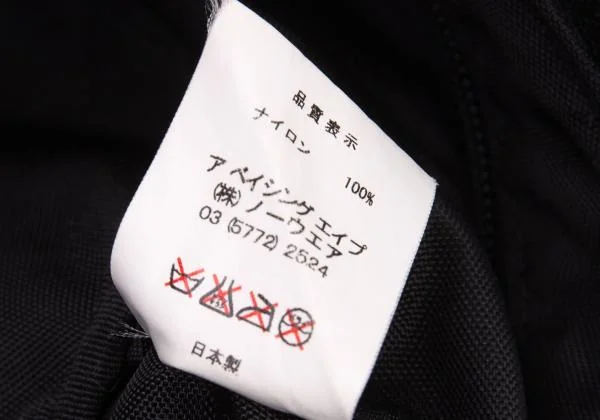 品質表示
ナイロン 100%
ア ベイシング エイプ
(株) ノーウエア
03 (5772) 2524
日本製